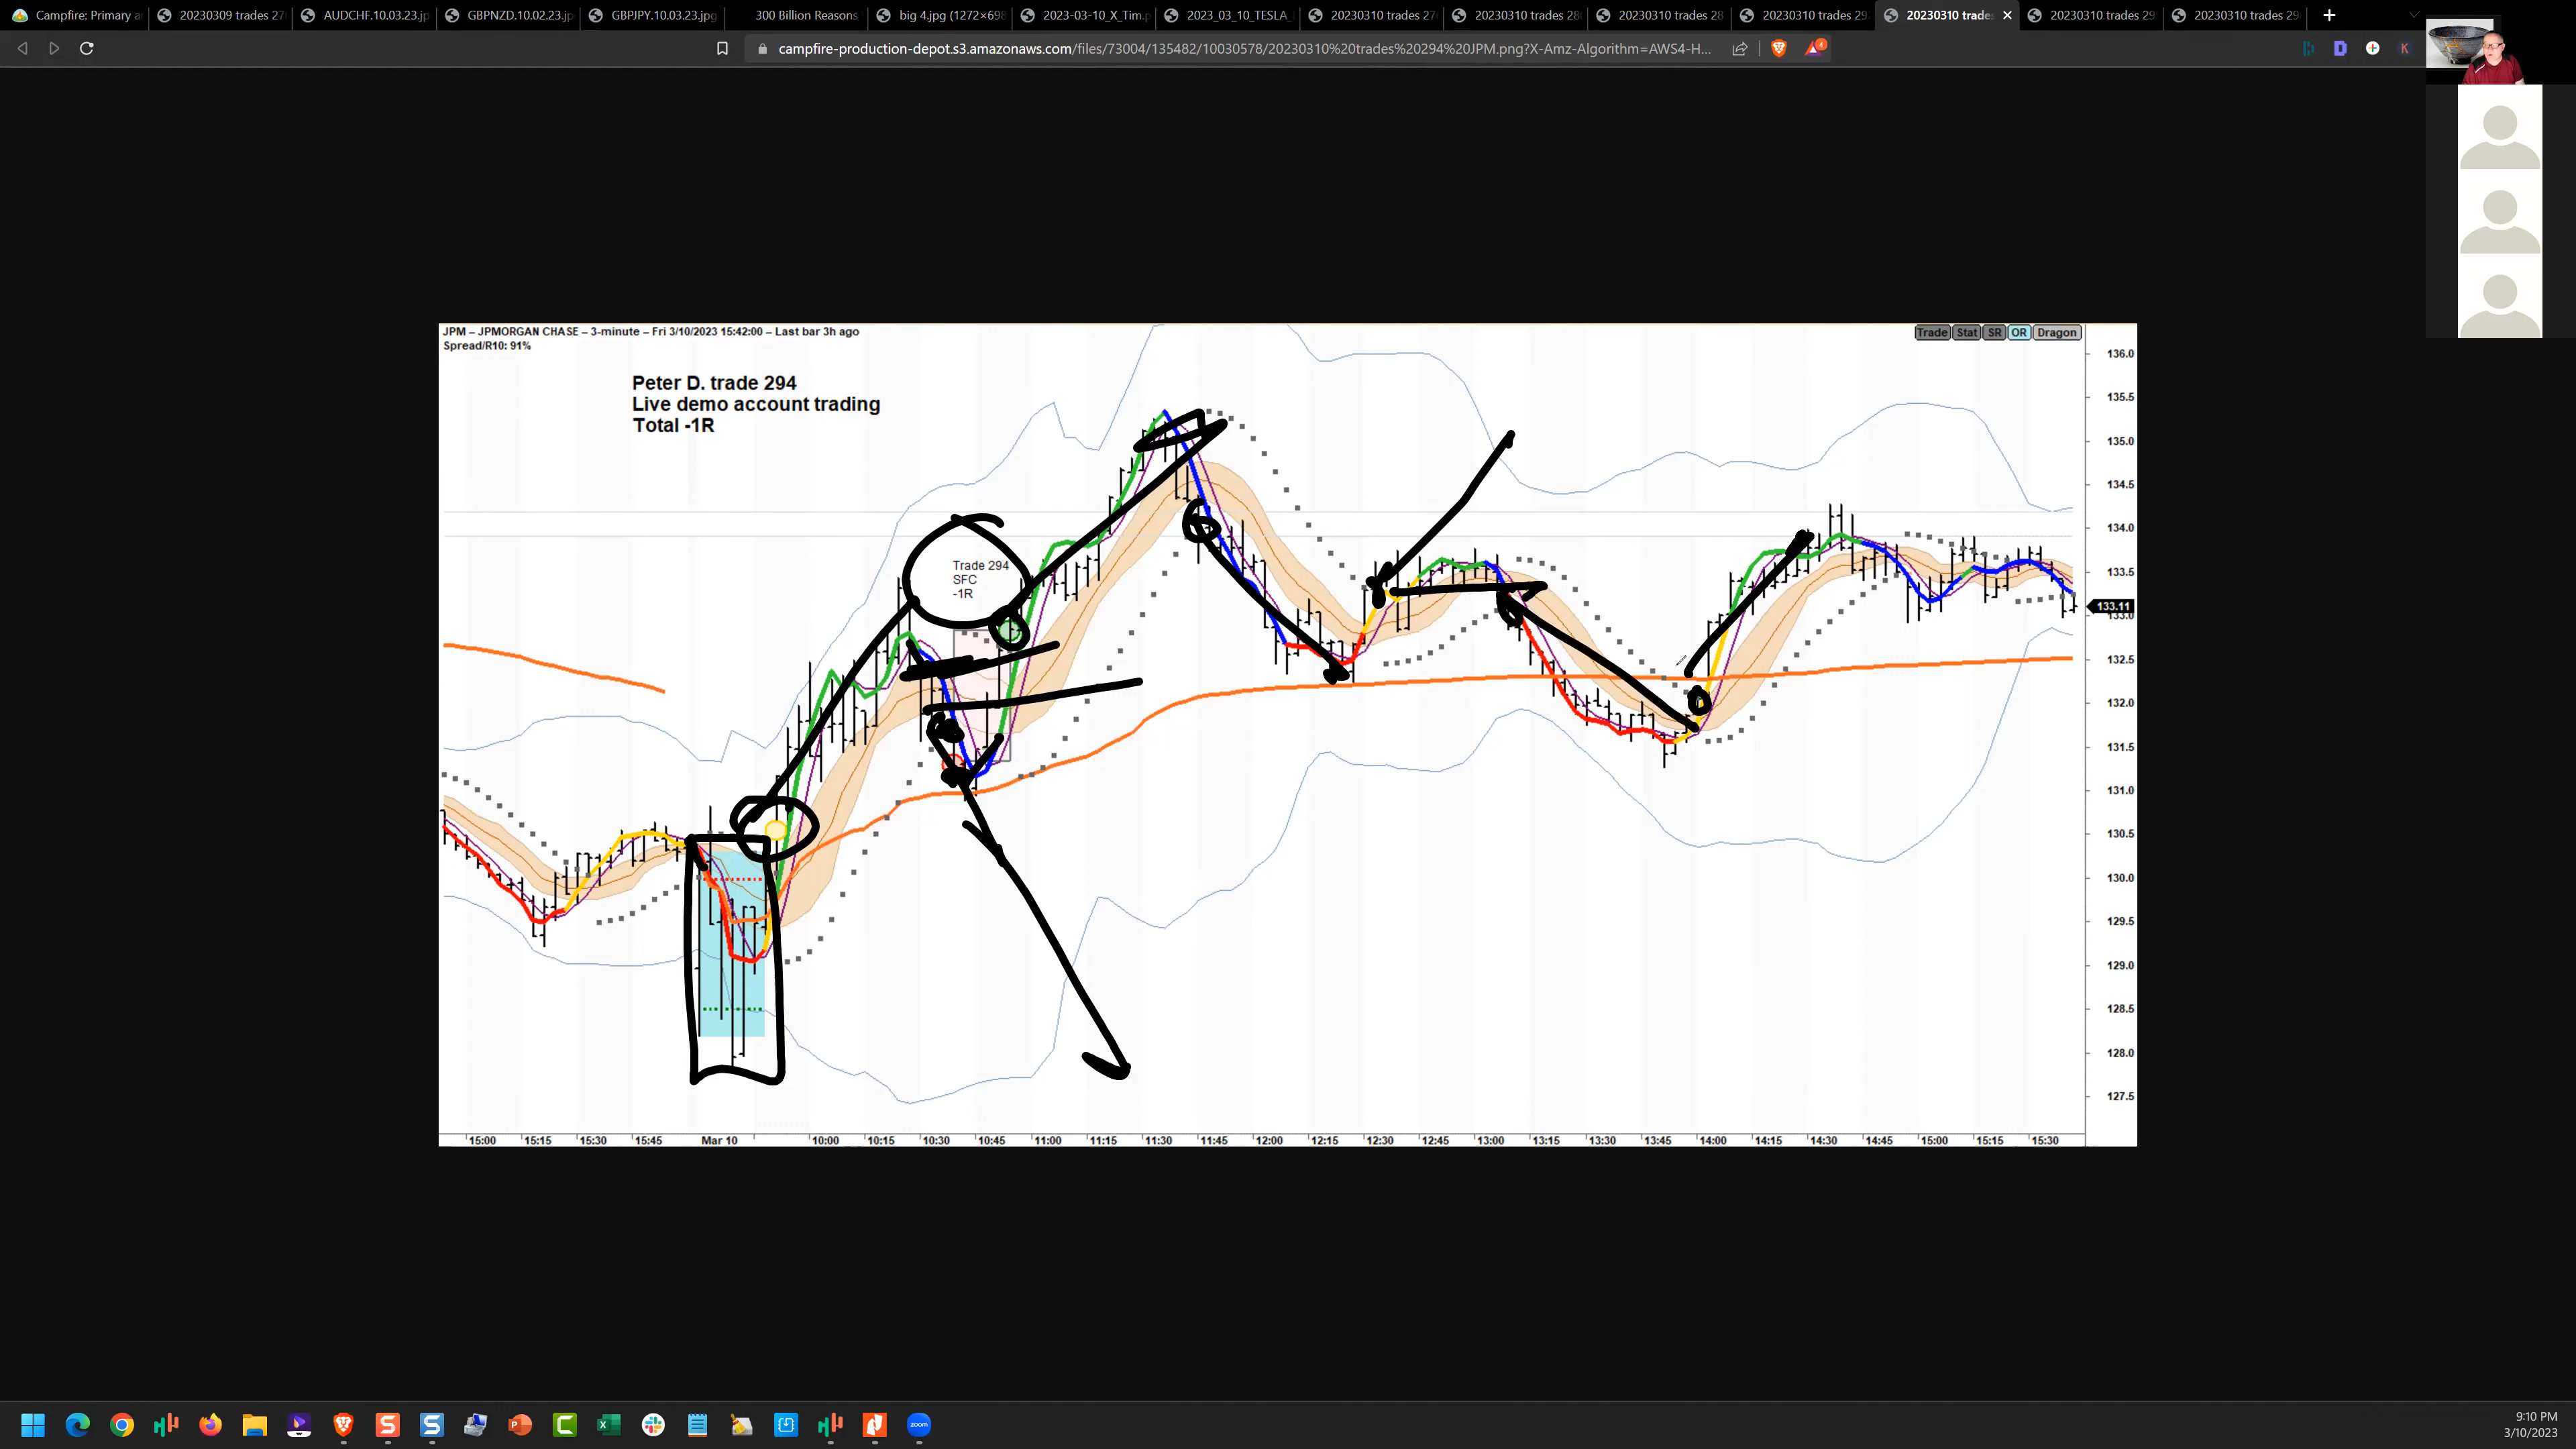 Campfire: Primary a
20230309 trades 27
AUDCHF.10.03.23.jp
GBPNZD.10.02.23.jp
GBPJPY.10.03.23.jpg
300 Billion Reasons
big 4.jpg (1272×698
2023-03-10_X_Tim.p
2023_03_10_TESLA_
20230310 trades 27
20230310 trades 28
20230310 trades 28
20230310 trades 29
20230310 trades
20230310 trades 29
20230310 trades 29
campfire-production-depot.s3.amazonaws.com/files/73004/135482/10030578/20230310%20trades%20294%20JPM.png?X-Amz-Algorithm=AWS4-H...
JPM – JPMORGAN CHASE – 3-minute – Fri 3/10/2023 15:42:00 – Last bar 3h ago
Spread/R10: 91%
Trade Stat SR OR Dragon
Peter D. trade 294
Live demo account trading
Total -1R
Trade 294
SFC
-1R
136.0
135.5
135.0
134.5
134.0
133.5
133.11
133.0
132.5
132.0
131.5
131.0
130.5
130.0
129.5
129.0
128.5
128.0
127.5
15:00 15:15 15:30 15:45 Mar 10 10:00 10:15 10:30 10:45 11:00 11:15 11:30 11:45 12:00 12:15 12:30 12:45 13:00 13:15 13:30 13:45 14:00 14:15 14:30 14:45 15:00 15:15 15:30
zoom
9:10 PM
3/10/2023